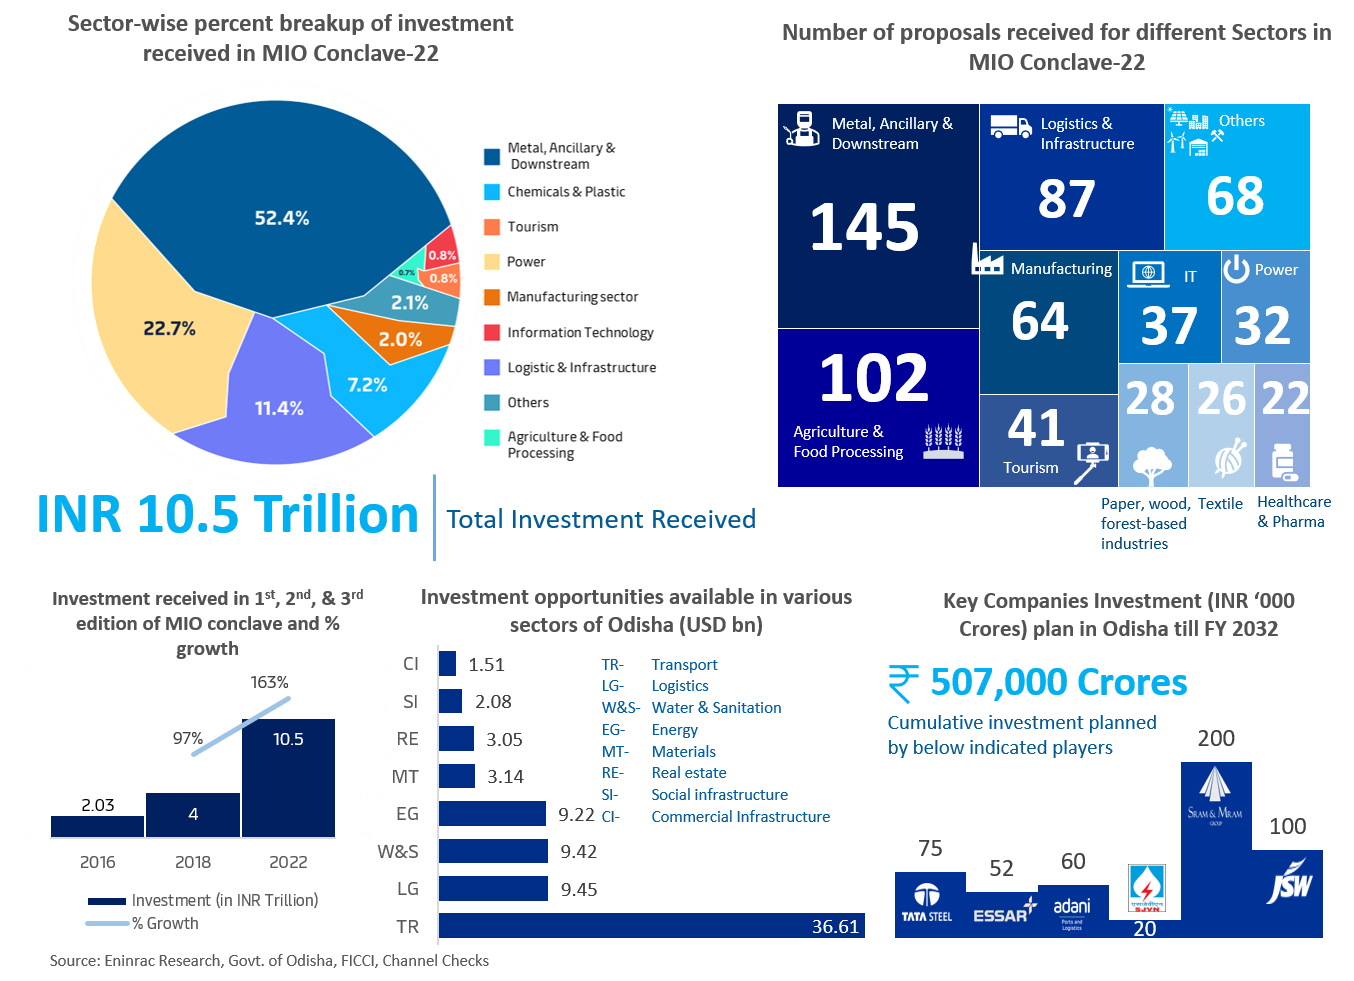 Sector-wise percent breakup of investment
received in MIO Conclave-22
52.4%
22.7%
11.4%
7.2%
2.0%
2.1%
0.7%
0.8%
0.8%
Metal, Ancillary &
Downstream
Chemicals & Plastic
Tourism
Power
Manufacturing sector
Information Technology
Logistic & Infrastructure
Others
Agriculture & Food
Processing
INR 10.5 Trillion
Total Investment Received
Number of proposals received for different Sectors in
MIO Conclave-22
Metal, Ancillary &
Downstream
145
Logistics &
Infrastructure
87
Others
68
Manufacturing
64
IT
37
Power
32
102
Agriculture &
Food Processing
41
Tourism
28
26
22
Paper, wood,
forest-based
industries
Textile
Healthcare
& Pharma
Investment received in 1st, 2nd, & 3rd
edition of MIO conclave and %
growth
163%
97%
10.5
2.03
4
2016
2018
2022
Investment (in INR Trillion)
% Growth
Investment opportunities available in various
sectors of Odisha (USD bn)
CI 1.51
SI 2.08
RE 3.05
MT 3.14
EG 9.22
W&S 9.42
LG 9.45
TR 36.61
TR- Transport
LG- Logistics
W&S- Water & Sanitation
EG- Energy
MT- Materials
RE- Real estate
SI- Social infrastructure
CI- Commercial Infrastructure
Key Companies Investment (INR ‘000
Crores) plan in Odisha till FY 2032
₹ 507,000 Crores
Cumulative investment planned
by below indicated players
75
52
60
20
200
100
TATA STEEL
ESSAR
adani
Ports and
Logistics
एसजेवीएन
SJVN
SRAM & MRAM
GROUP
JSW
Source: Eninrac Research, Govt. of Odisha, FICCI, Channel Checks